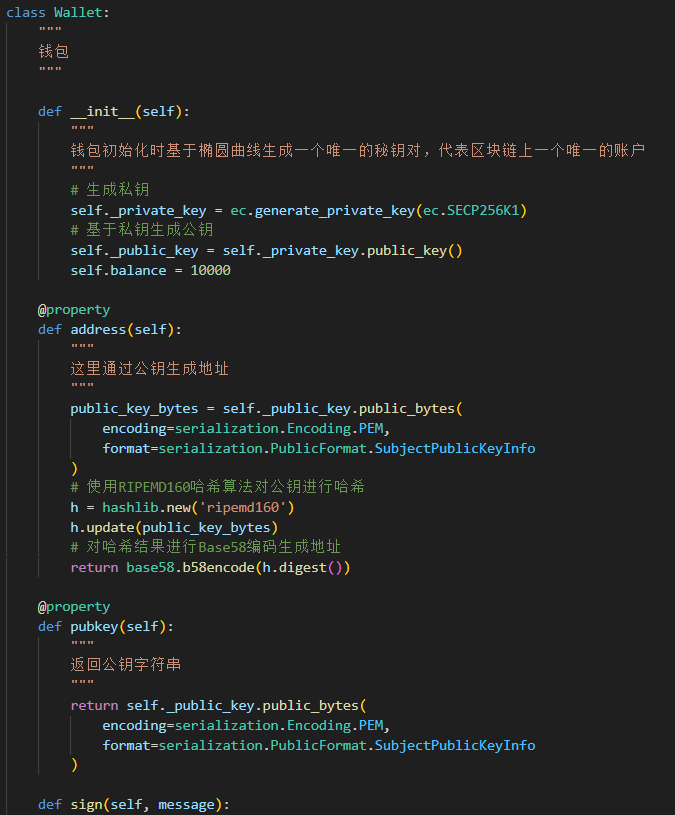 class Wallet:
    """
    钱包
    """

    def __init__(self):
        """
        钱包初始化时基于椭圆曲线生成一个唯一的秘钥对，代表区块链上一个唯一的账户
        """
        # 生成私钥
        self._private_key = ec.generate_private_key(ec.SECP256K1)
        # 基于私钥生成公钥
        self._public_key = self._private_key.public_key()
        self.balance = 10000

    @property
    def address(self):
        """
        这里通过公钥生成地址
        """
        public_key_bytes = self._public_key.public_bytes(
            encoding=serialization.Encoding.PEM,
            format=serialization.PublicFormat.SubjectPublicKeyInfo
        )
        # 使用RIPEMD160哈希算法对公钥进行哈希
        h = hashlib.new('ripemd160')
        h.update(public_key_bytes)
        # 对哈希结果进行Base58编码生成地址
        return base58.b58encode(h.digest())

    @property
    def pubkey(self):
        """
        返回公钥字符串
        """
        return self._public_key.public_bytes(
            encoding=serialization.Encoding.PEM,
            format=serialization.PublicFormat.SubjectPublicKeyInfo
        )

    def sign(self, message):